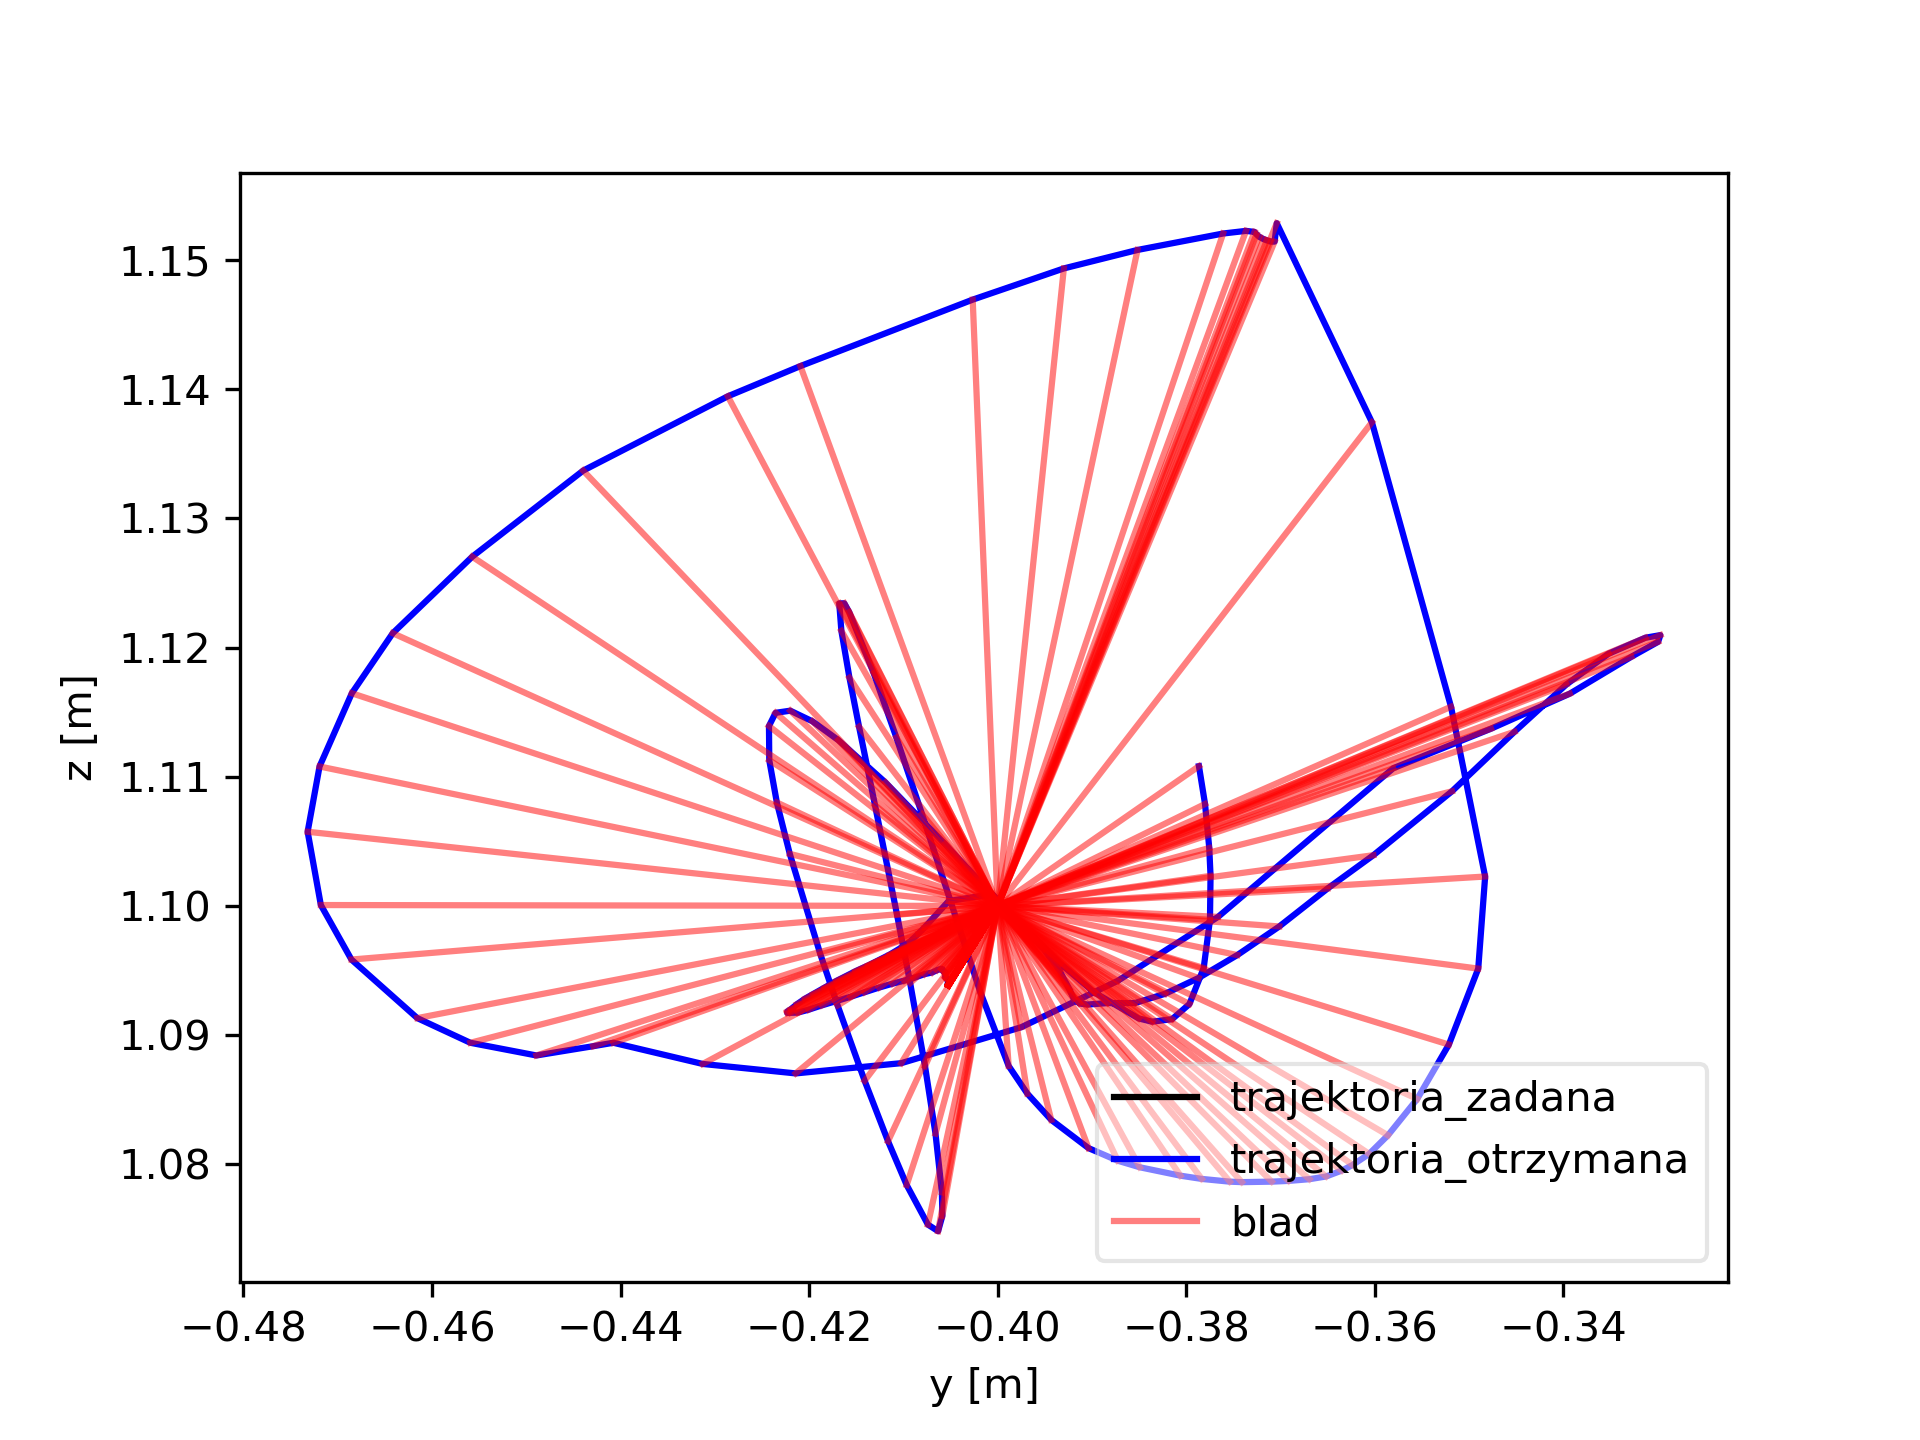 1.15
1.14
1.13
1.12
1.11
1.10
1.09
1.08
z [m]
−0.48 −0.46 −0.44 −0.42 −0.40 −0.38 −0.36 −0.34
y [m]
trajektoria_zadana
trajektoria_otrzymana
blad